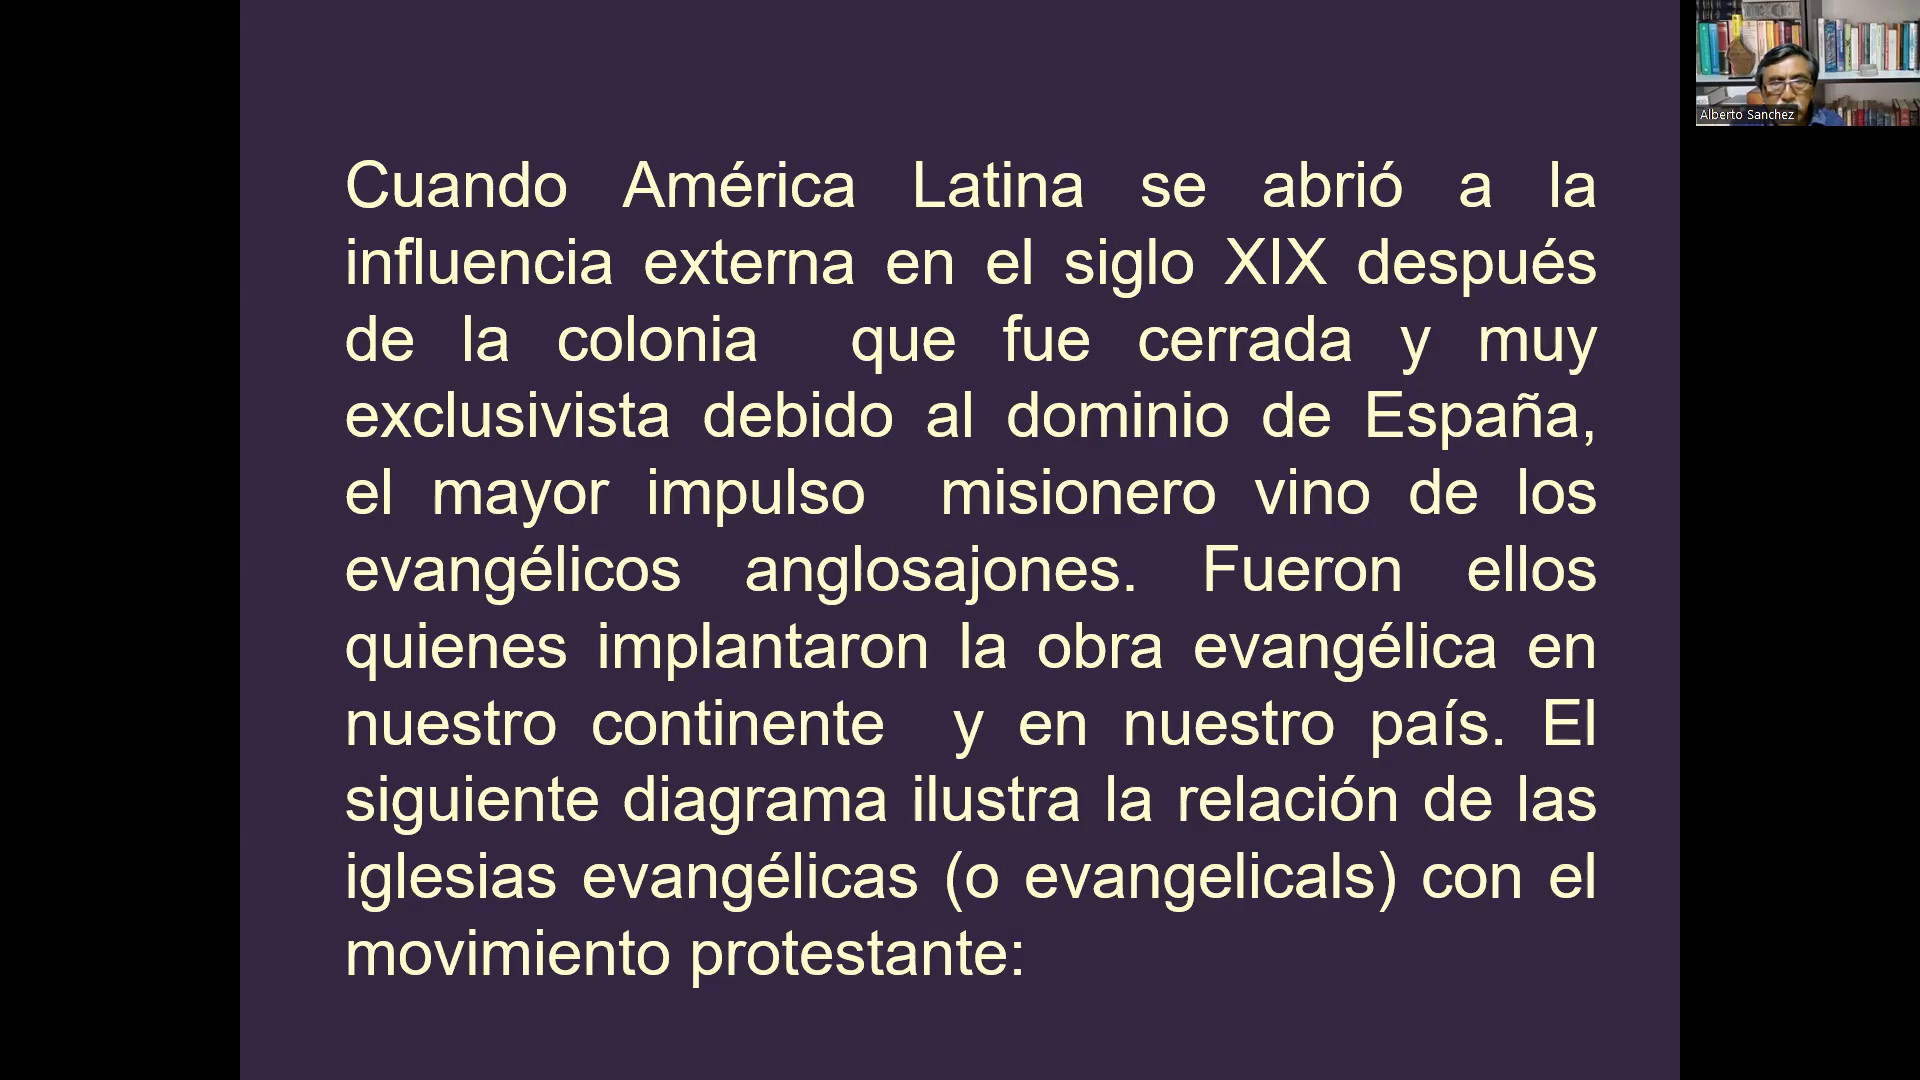 Cuando América Latina se abrió a la
influencia externa en el siglo XIX después
de la colonia que fue cerrada y muy
exclusivista debido al dominio de España,
el mayor impulso misionero vino de los
evangélicos anglosajones. Fueron ellos
quienes implantaron la obra evangélica en
nuestro continente y en nuestro país. El
siguiente diagrama ilustra la relación de las
iglesias evangélicas (o evangelicals) con el
movimiento protestante:
Alberto Sanchez